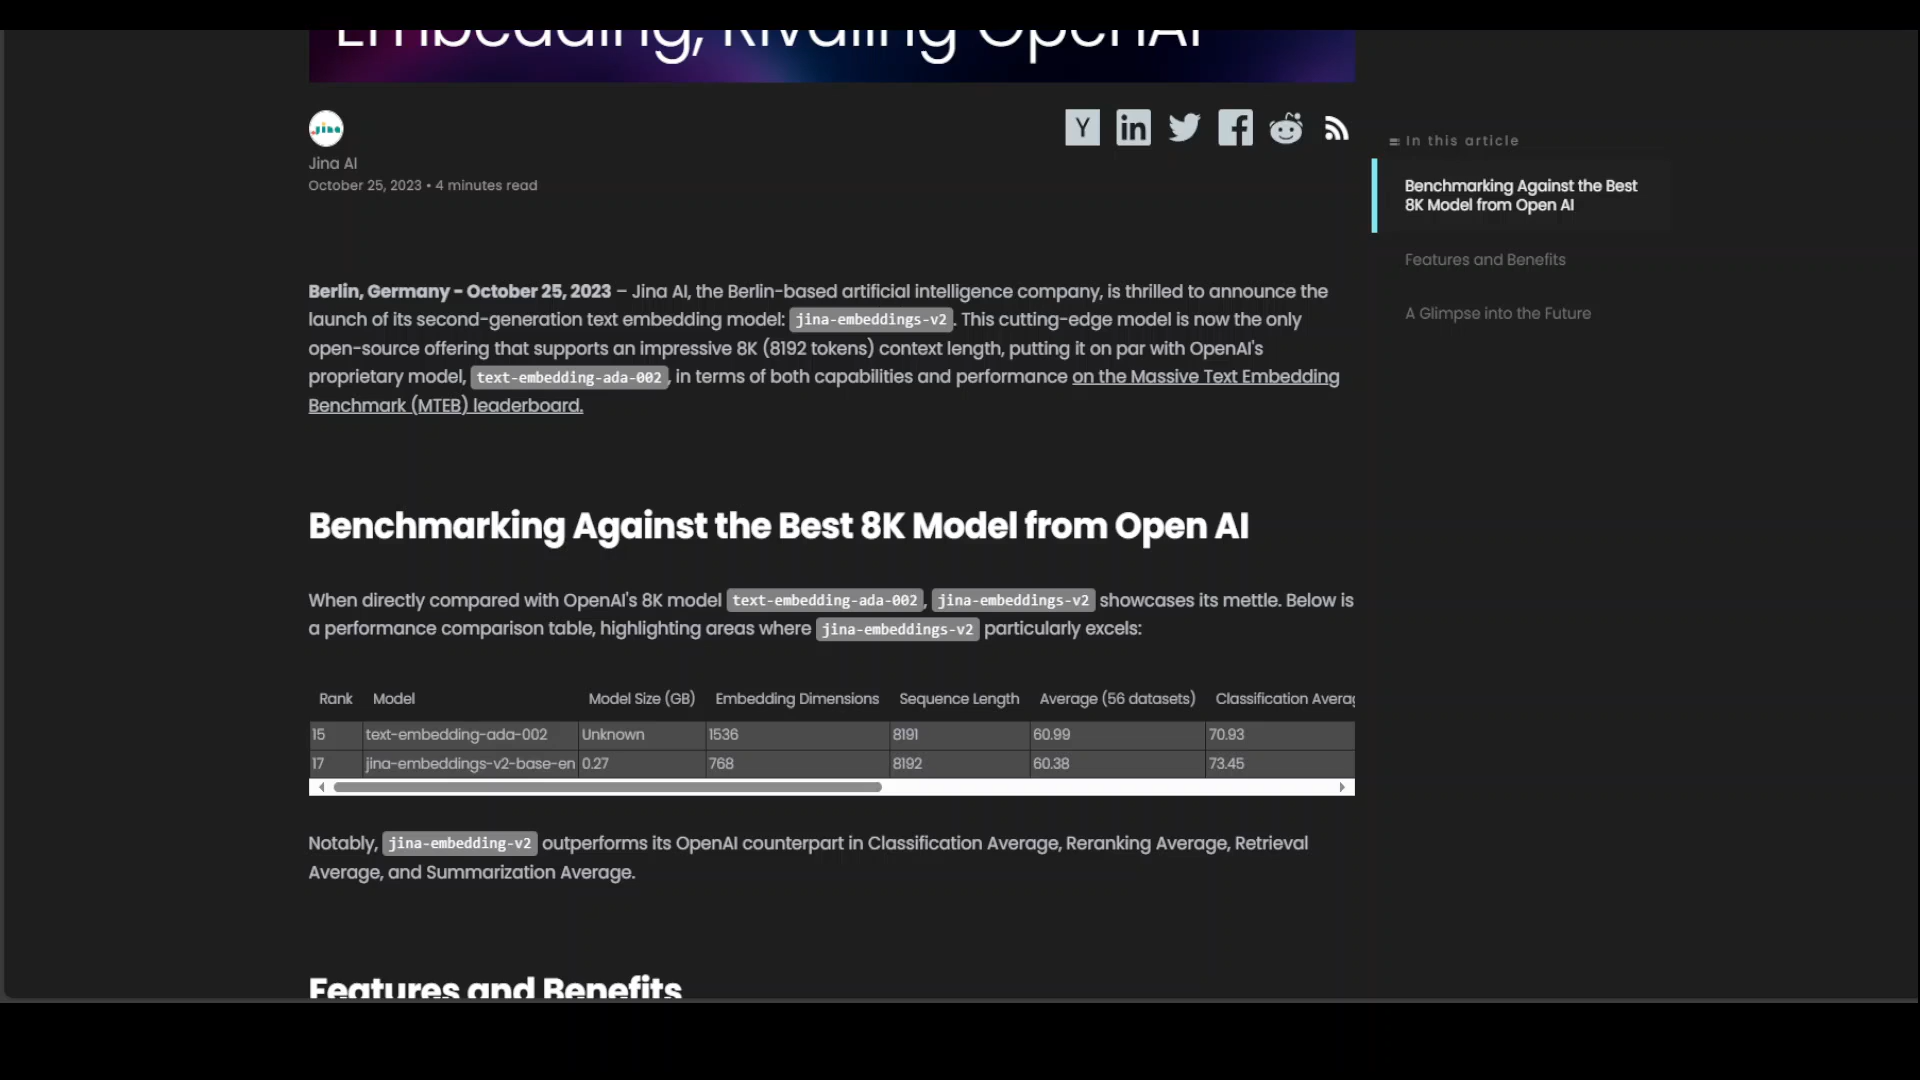 Embedding, Rivaling OpenAI
Jina
Jina AI
October 25, 2023 • 4 minutes read
Y in
In this article
Benchmarking Against the Best
8K Model from Open AI
Features and Benefits
A Glimpse into the Future
Berlin, Germany - October 25, 2023 – Jina AI, the Berlin-based artificial intelligence company, is thrilled to announce the
launch of its second-generation text embedding model: jina-embeddings-v2. This cutting-edge model is now the only
open-source offering that supports an impressive 8K (8192 tokens) context length, putting it on par with OpenAI's
proprietary model, text-embedding-ada-002, in terms of both capabilities and performance on the Massive Text Embedding
Benchmark (MTEB) leaderboard.
Benchmarking Against the Best 8K Model from Open AI
When directly compared with OpenAI's 8K model text-embedding-ada-002, jina-embeddings-v2 showcases its mettle. Below is
a performance comparison table, highlighting areas where jina-embeddings-v2 particularly excels:
Rank Model Model Size (GB) Embedding Dimensions Sequence Length Average (56 datasets) Classification Averag
15 text-embedding-ada-002 Unknown 1536 8191 60.99 70.93
17 jina-embeddings-v2-base-en 0.27 768 8192 60.38 73.45
Notably, jina-embedding-v2 outperforms its OpenAI counterpart in Classification Average, Reranking Average, Retrieval
Average, and Summarization Average.
Features and Benefits